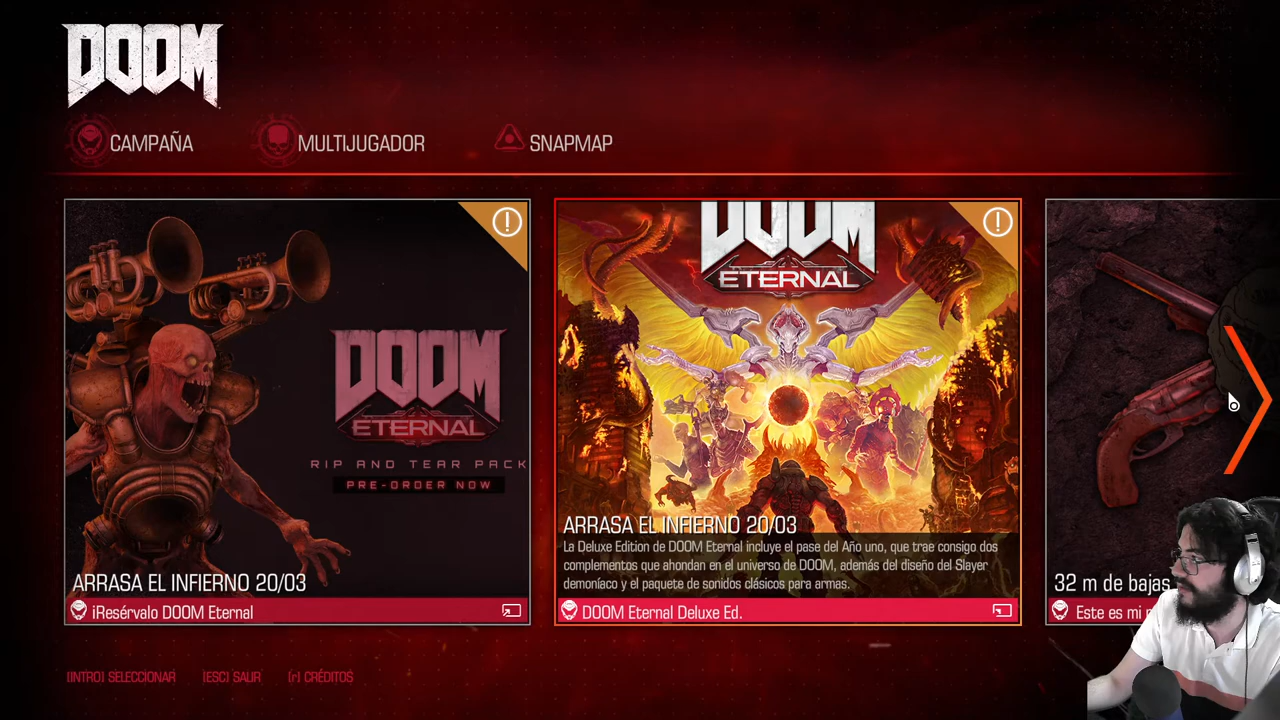 DOOM
CAMPAÑA
MULTIJUGADOR
SNAPMAP
DOOM
ETERNAL
RIP AND TEAR PACK
PRE-ORDER NOW
ARRASA EL INFIERNO 20/03
¡Resérvalo DOOM Eternal
DOOM
ETERNAL
ARRASA EL INFIERNO 20/03
La Deluxe Edition de DOOM Eternal incluye el pase del Año uno, que trae consigo dos
complementos que ahondan en el universo de DOOM, además del diseño del Slayer
demoníaco y el paquete de sonidos clásicos para armas.
DOOM Eternal Deluxe Ed.
32 m de bajas
Este es mi
[INTRO] SELECCIONAR
[ESC] SALIR
[r] CRÉDITOS